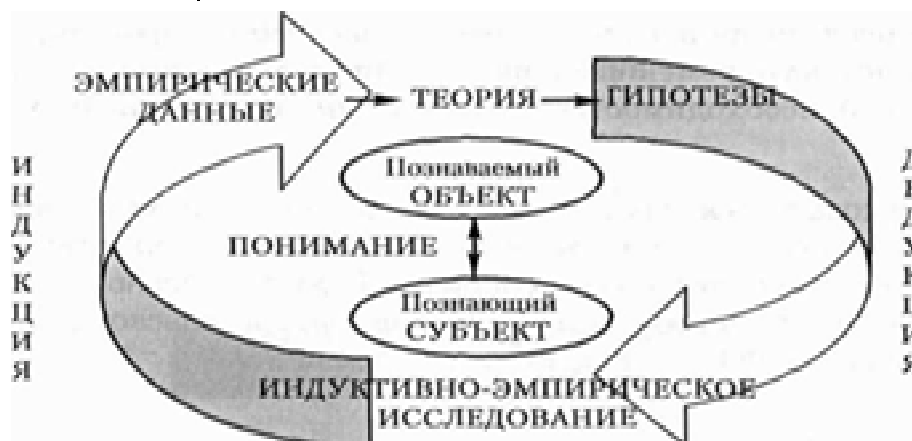 ЭМПИРИЧЕСКИЕ
ДАННЫЕ
ТЕОРИЯ
ГИПОТЕЗЫ
Познаваемый
ОБЪЕКТ
ПОНИМАНИЕ
Познающий
СУБЪЕКТ
ИНДУКТИВНО-ЭМПИРИЧЕСКОЕ
ИССЛЕДОВАНИЕ
ИНДУКЦИЯ
ДЕДУКЦИЯ